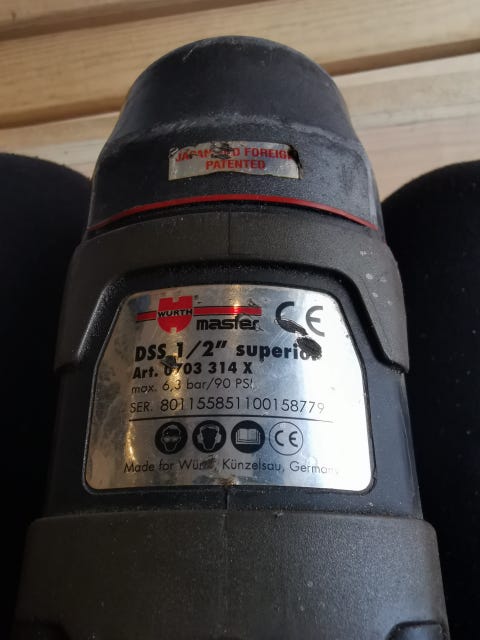 PATENTED
WÜRTH
master
CE
DSS 1/2" superior
Art. 0703 314 X
max. 6,3 bar/90 PSI
SER. 801155851100158779
CE
Made for Würth, Künzelsau, Germany